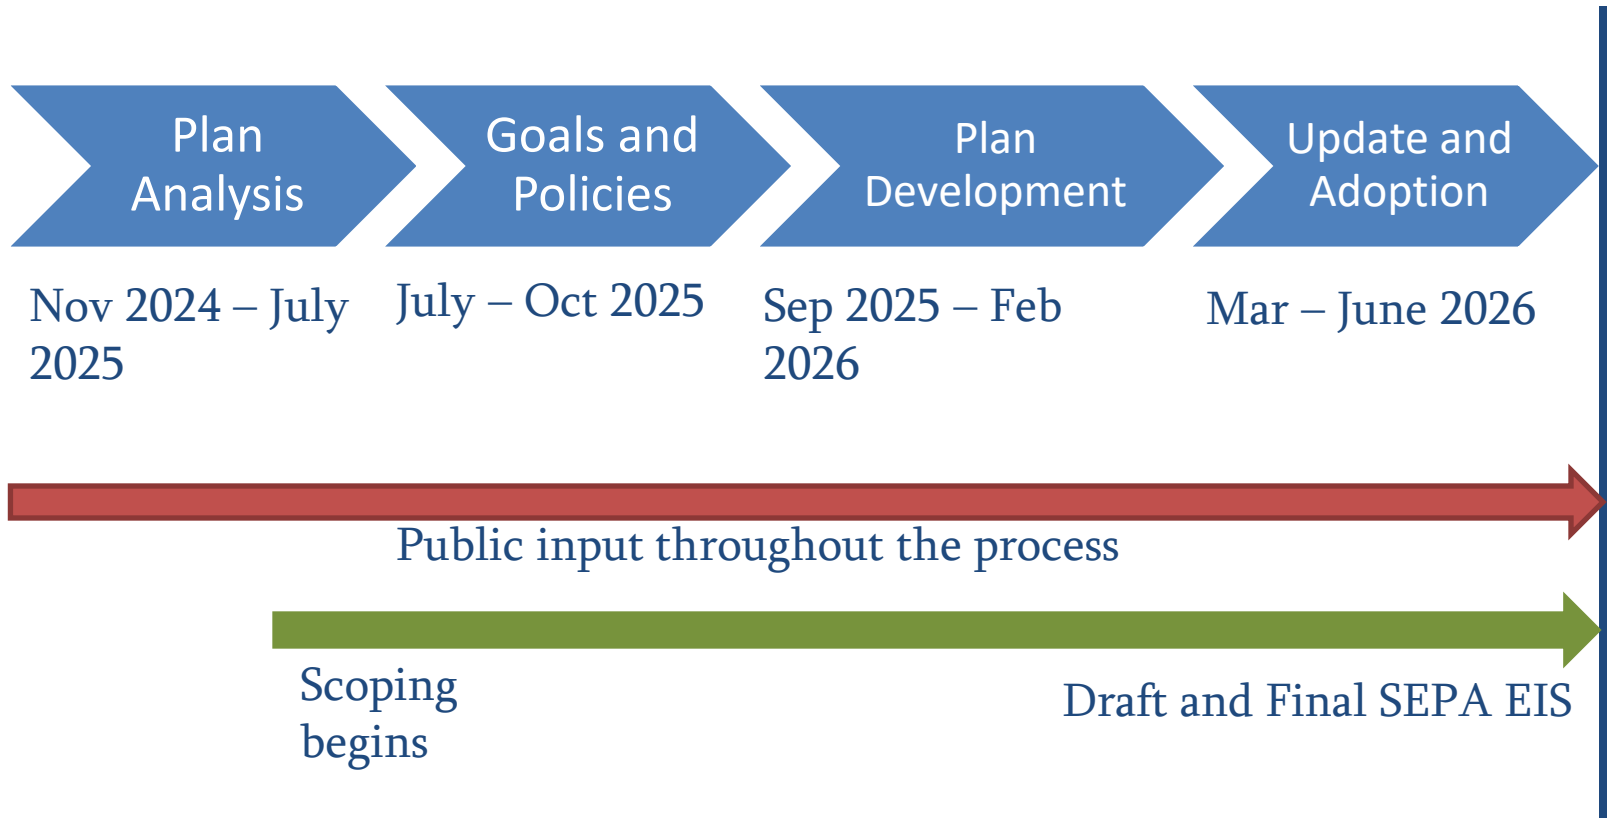 Plan
Analysis
Goals and
Policies
Plan
Development
Update and
Adoption
Nov 2024 – July
2025
July – Oct 2025
Sep 2025 – Feb
2026
Mar – June 2026
Public input throughout the process
Scoping
begins
Draft and Final SEPA EIS